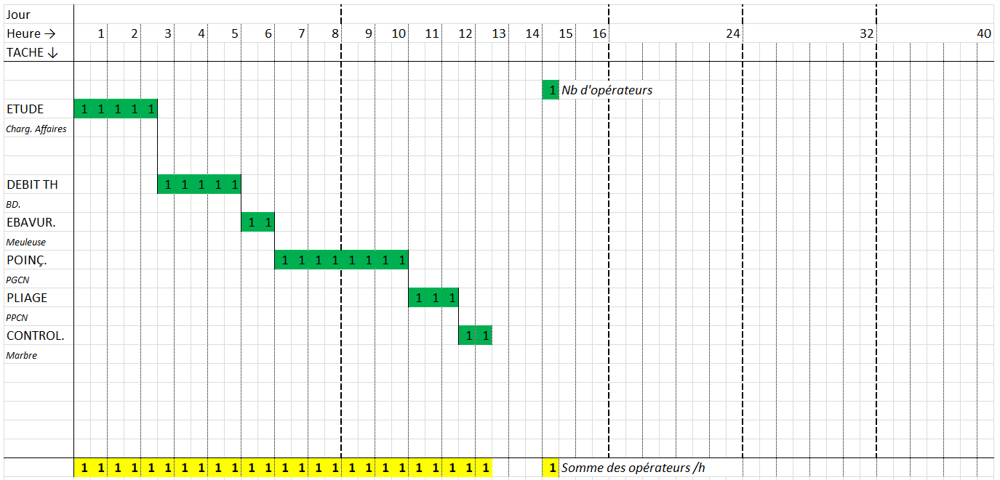 Jour
Heure → 1 2 3 4 5 6 7 8 9 10 11 12 13 14 15 16 24 32 40
TACHE ↓
1 Nb d'opérateurs
ETUDE 1 1 1 1 1
Charg. Affaires
DEBIT TH 1 1 1 1 1
BD.
EBAVUR. 1 1
Meuleuse
POINÇ. 1 1 1 1 1 1 1 1
PGCN
PLIAGE 1 1 1
PPCN
CONTROL. 1 1
Marbre
1 1 1 1 1 1 1 1 1 1 1 1 1 1 1 1 1 1 1 1 1 1 1 1 1 1 Somme des opérateurs /h